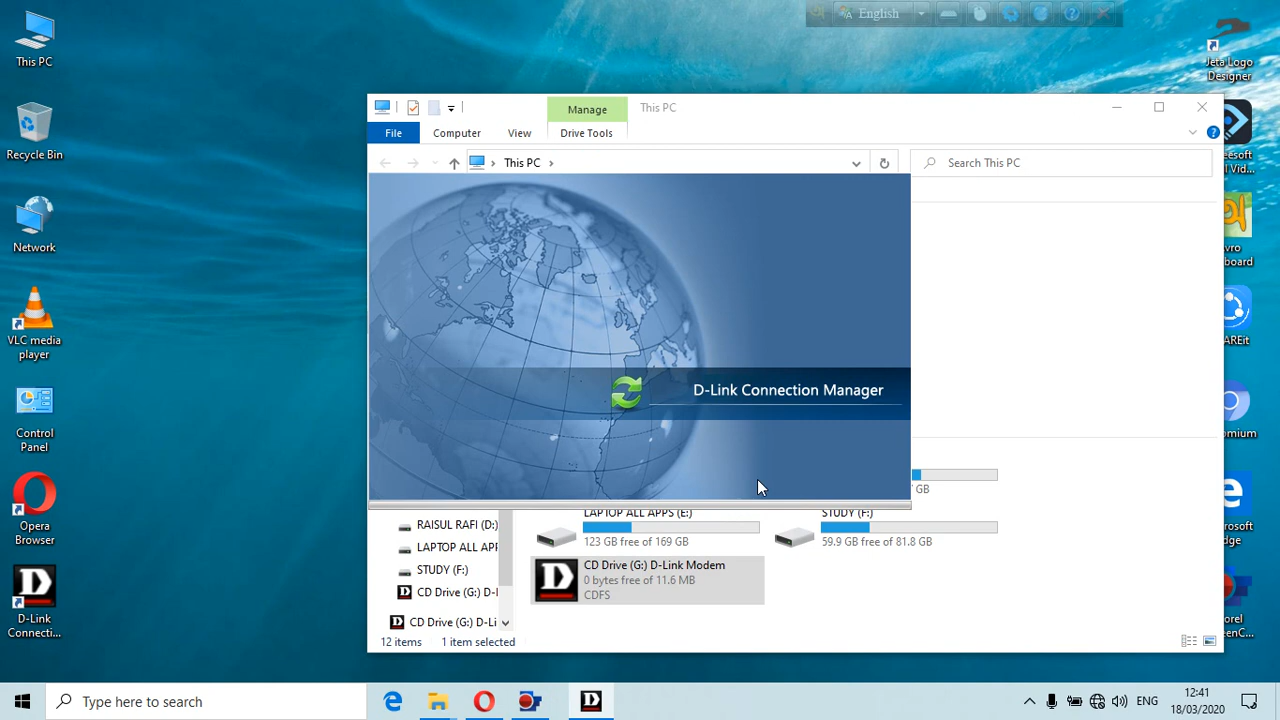 English
This PC
Recycle Bin
Network
VLC media
player
Control
Panel
Opera
Browser
D-Link
Connecti...
Manage
This PC
File
Computer
View
Drive Tools
This PC
Search This PC
D-Link Connection Manager
GB
RAISUL RAFI (D:)
LAPTOP ALL APP
STUDY (F:)
CD Drive (G:) D-L
CD Drive (G:) D-Li
LAPTOP ALL APPS (E:)
123 GB free of 169 GB
STUDY (F:)
59.9 GB free of 81.8 GB
CD Drive (G:) D-Link Modem
0 bytes free of 11.6 MB
CDFS
12 items
1 item selected
Jeta Logo
Designer
eesoft
l Vid...
vro
board
AREit
omium
rosoft
dge
orel
eenC...
Type here to search
ENG
12:41
18/03/2020